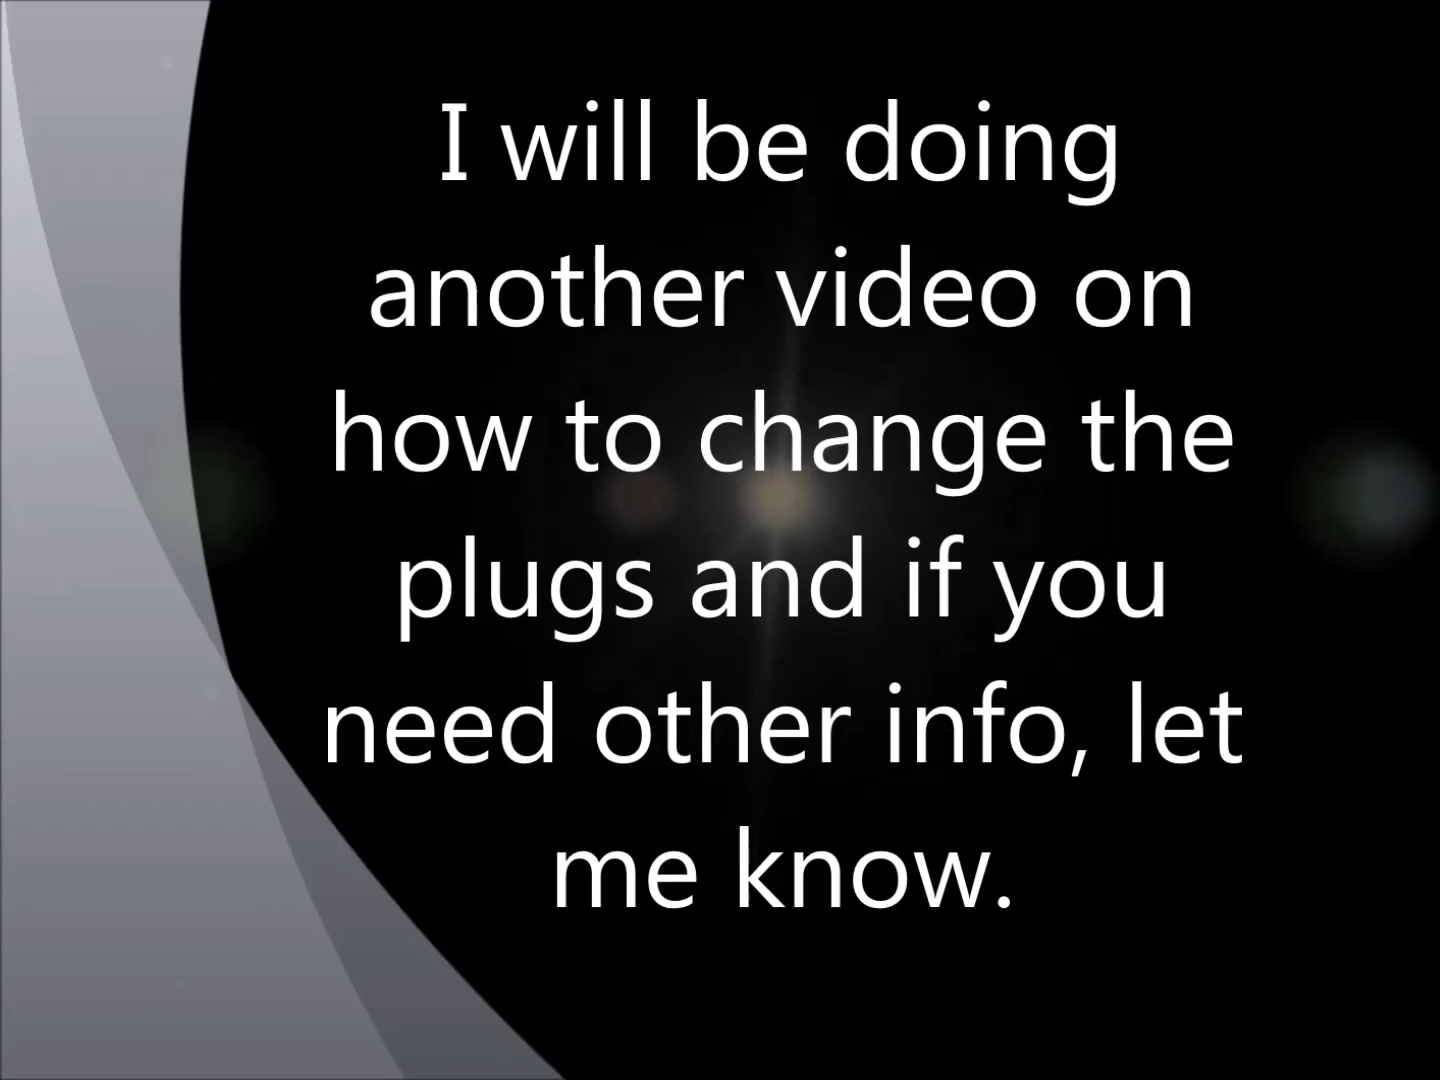 I will be doing
another video on
how to change the
plugs and if you
need other info, let
me know.